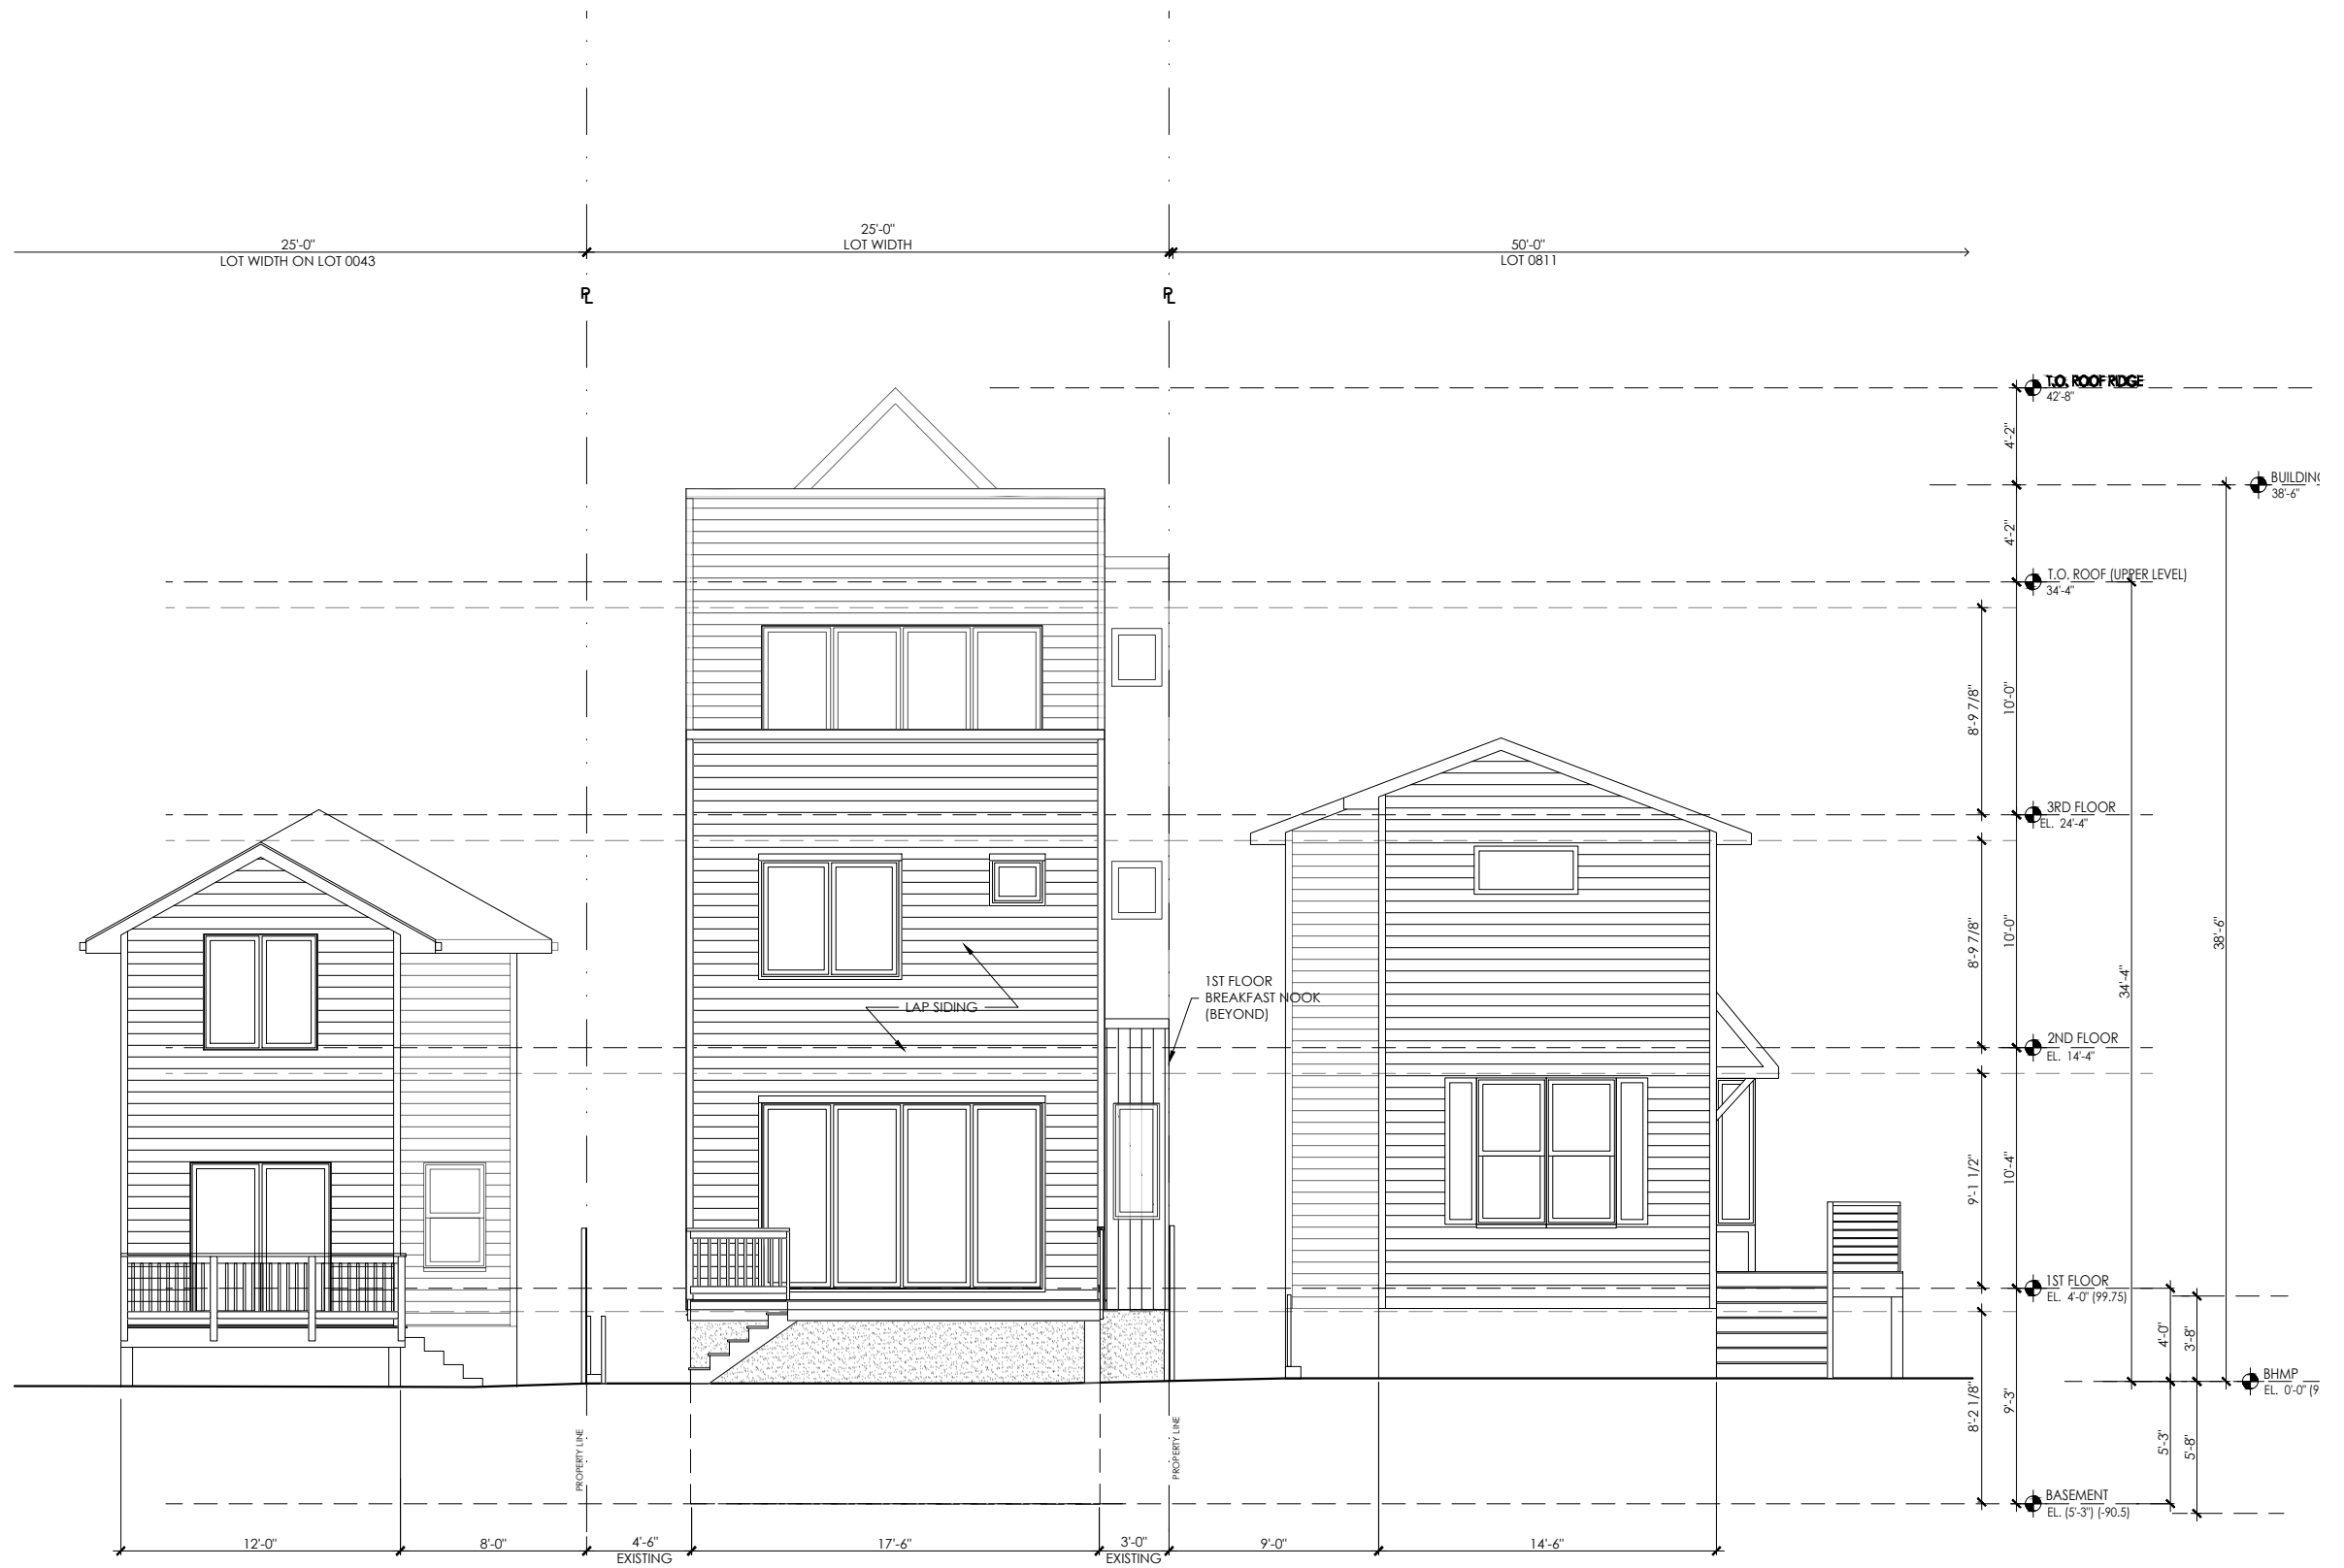 25'-0"
LOT WIDTH ON LOT 0043
25'-0"
LOT WIDTH
50'-0"
LOT 0811
PL
PL
T.O. ROOF RIDGE
42'-8"
4'-2"
BUILDING
38'-6"
4'-2"
T.O. ROOF (UPPER LEVEL)
34'-4"
8'-9 7/8"
10'-0"
3RD FLOOR
EL. 24'-4"
8'-9 7/8"
10'-0"
34'-4"
38'-6"
1ST FLOOR
BREAKFAST NOOK
(BEYOND)
LAP SIDING
2ND FLOOR
EL. 14'-4"
9'-1 1/2"
10'-4"
1ST FLOOR
EL. 4'-0" (99.75)
4'-0"
3'-8"
BHMP
EL. 0'-0" (9
8'-2 1/8"
9'-3"
5'-3"
5'-8"
PROPERTY LINE
PROPERTY LINE
BASEMENT
EL. (5'-3") (-90.5)
12'-0"
8'-0"
4'-6"
EXISTING
17'-6"
3'-0"
EXISTING
9'-0"
14'-6"